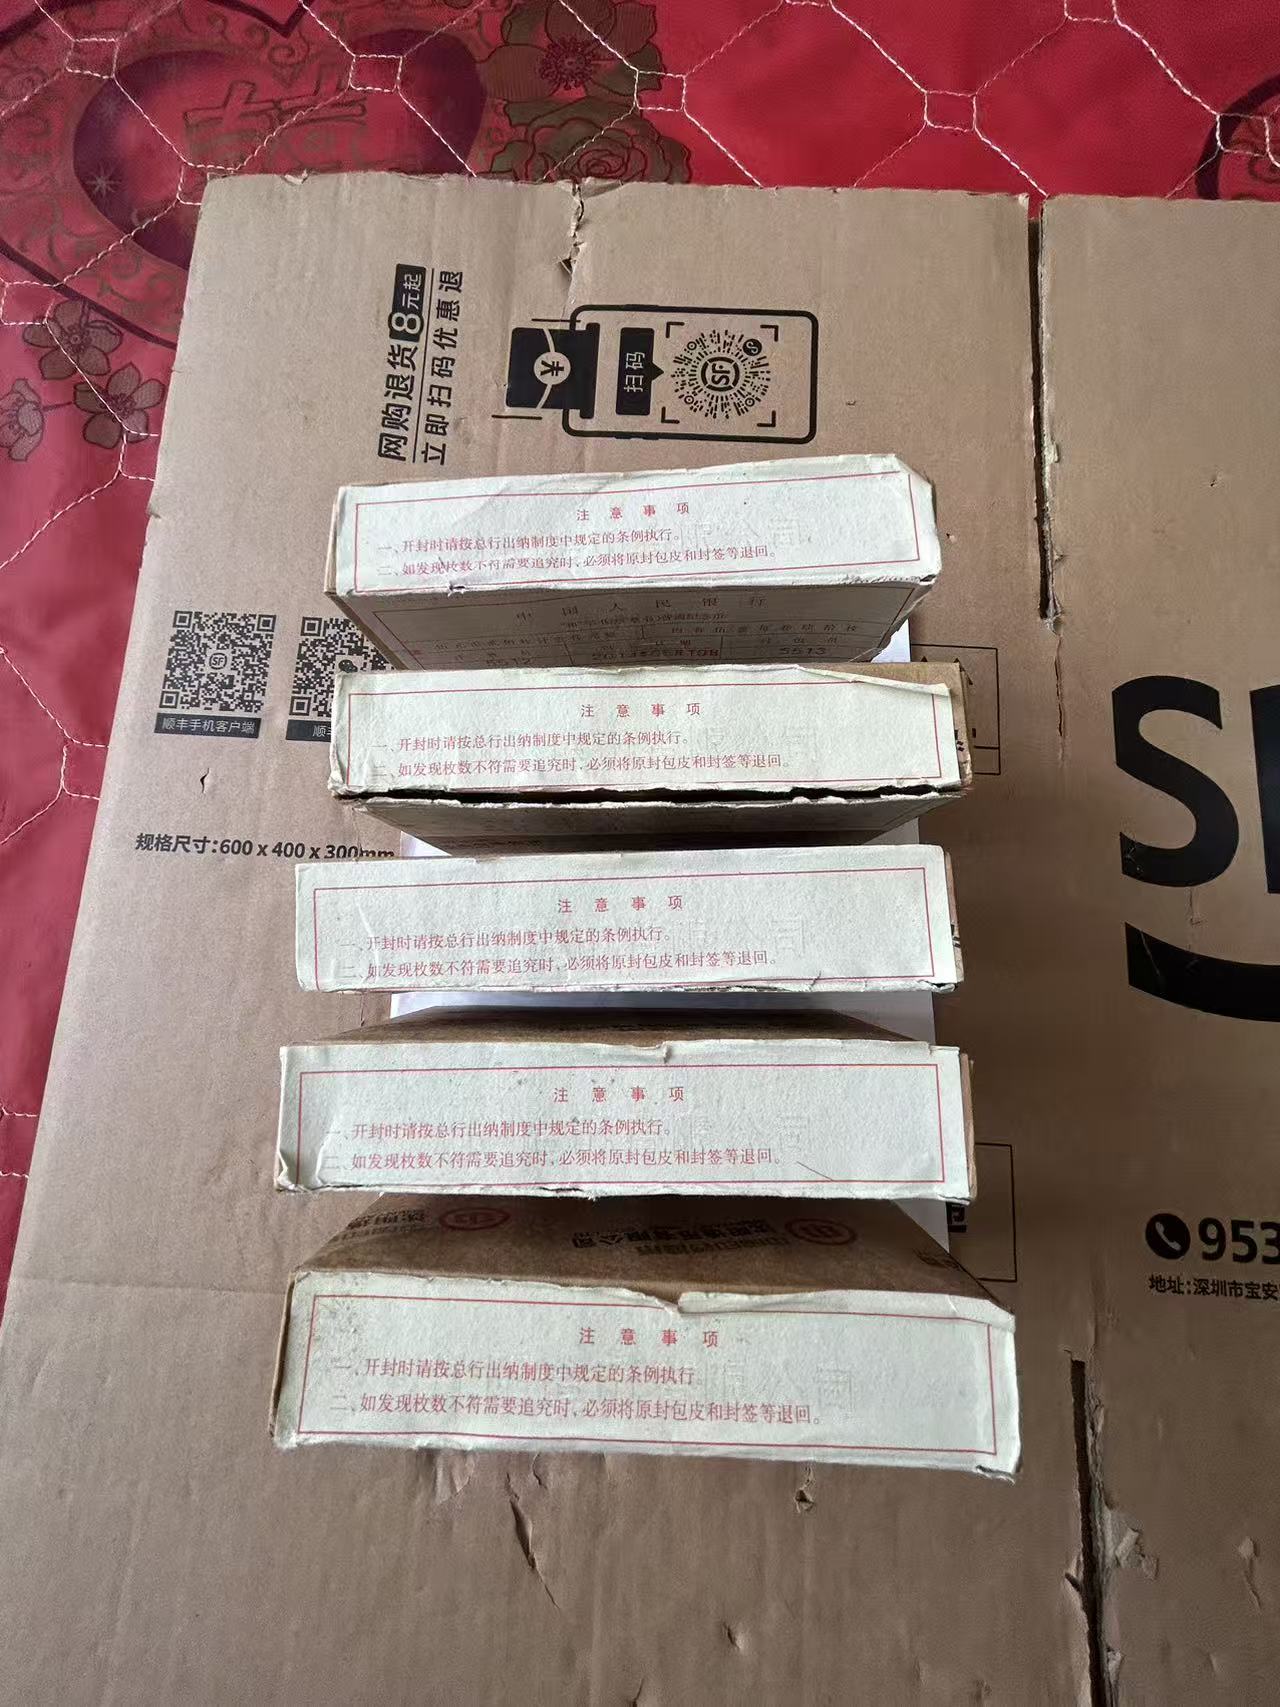 网购退货8元起
立即扫码优惠退
扫码
SF
注意事项
一、开封时请按总行出纳制度中规定的条例执行。
二、如发现枚数不符需要追究时,必须将原封包皮和封签等退回。
中国人民银行
5512
5513
顺丰手机客户端
顺
注意事项
一、开封时请按总行出纳制度中规定的条例执行。
二、如发现枚数不符需要追究时,必须将原封包皮和封签等退回。
规格尺寸:600 x 400 x 300mm
注意事项
一、开封时请按总行出纳制度中规定的条例执行。
二、如发现枚数不符需要追究时,必须将原封包皮和封签等退回。
注意事项
一、开封时请按总行出纳制度中规定的条例执行。
二、如发现枚数不符需要追究时,必须将原封包皮和封签等退回。
有限公司
953
地址:深圳市宝安
注意事项
一、开封时请按总行出纳制度中规定的条例执行。
二、如发现枚数不符需要追究时,必须将原封包皮和封签等退回。